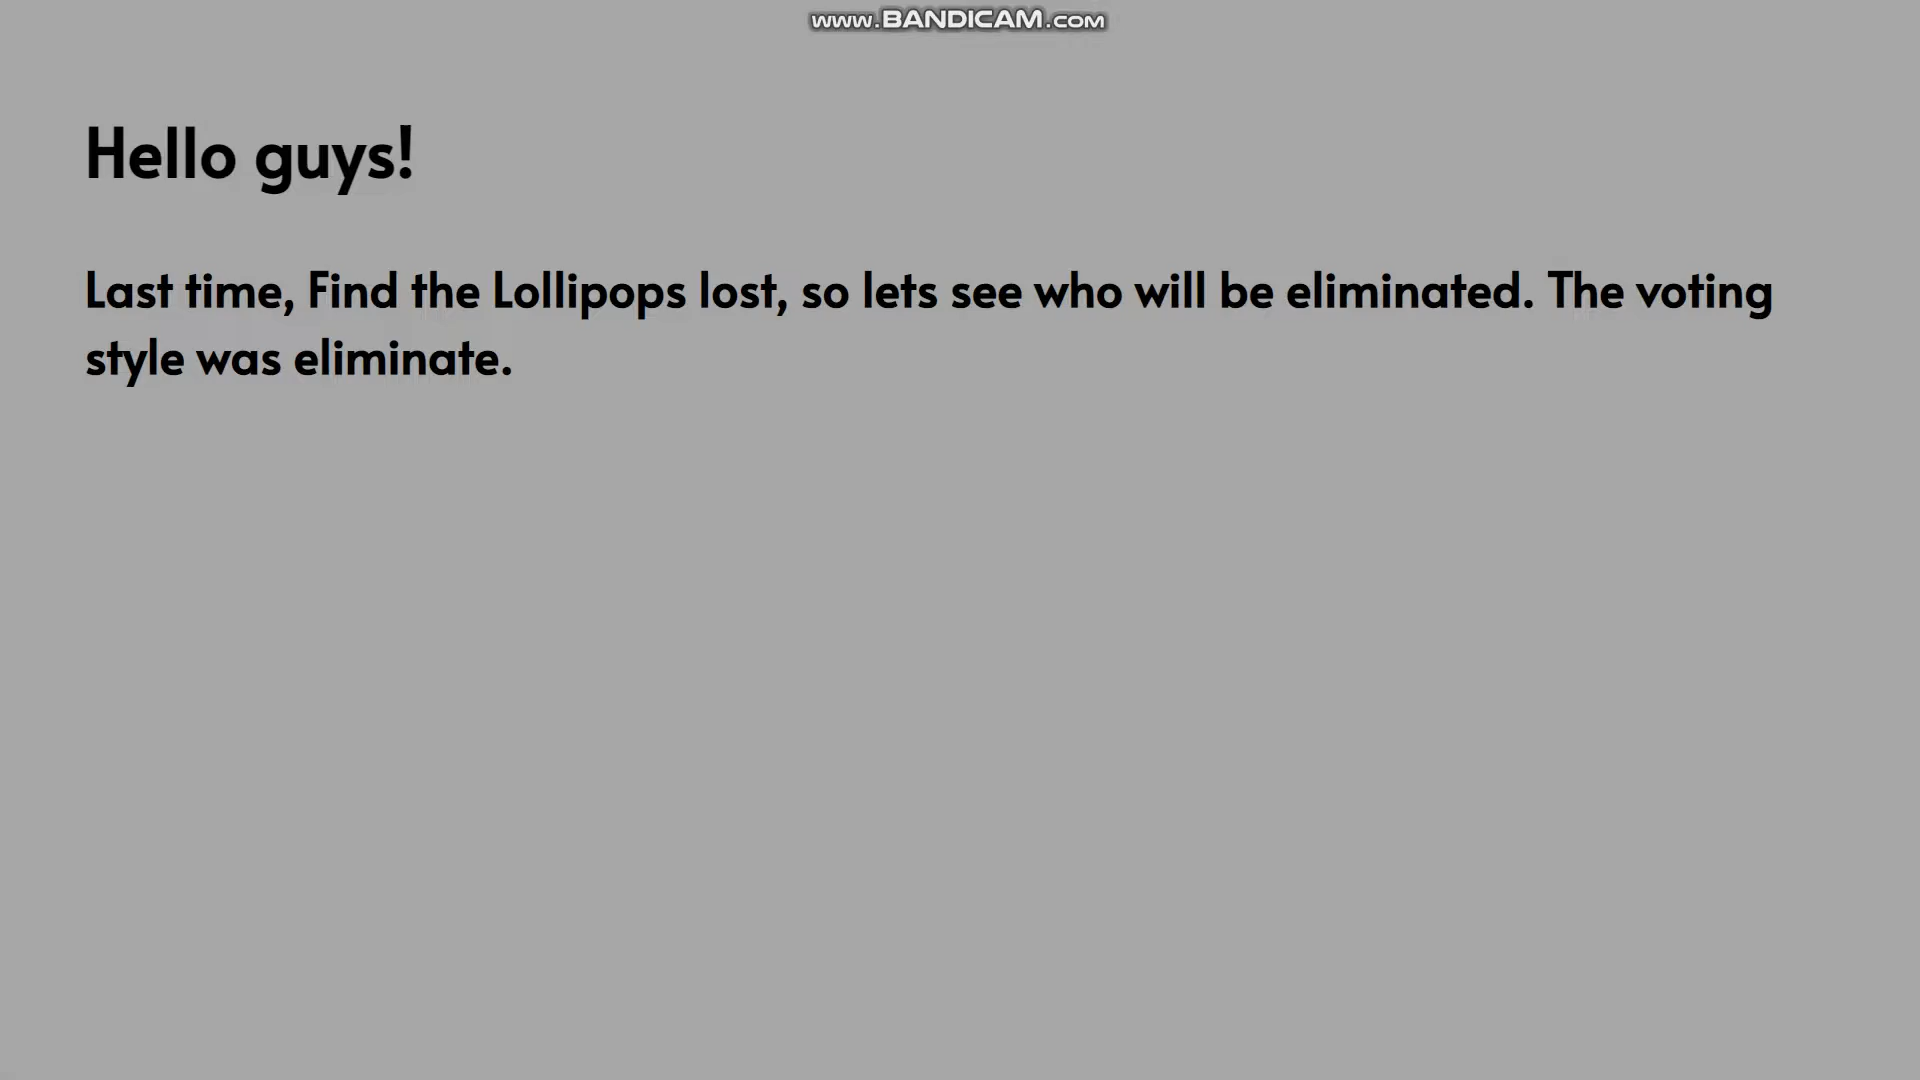 www.BANDICAM.com
Hello guys!
Last time, Find the Lollipops lost, so lets see who will be eliminated. The voting
style was eliminate.